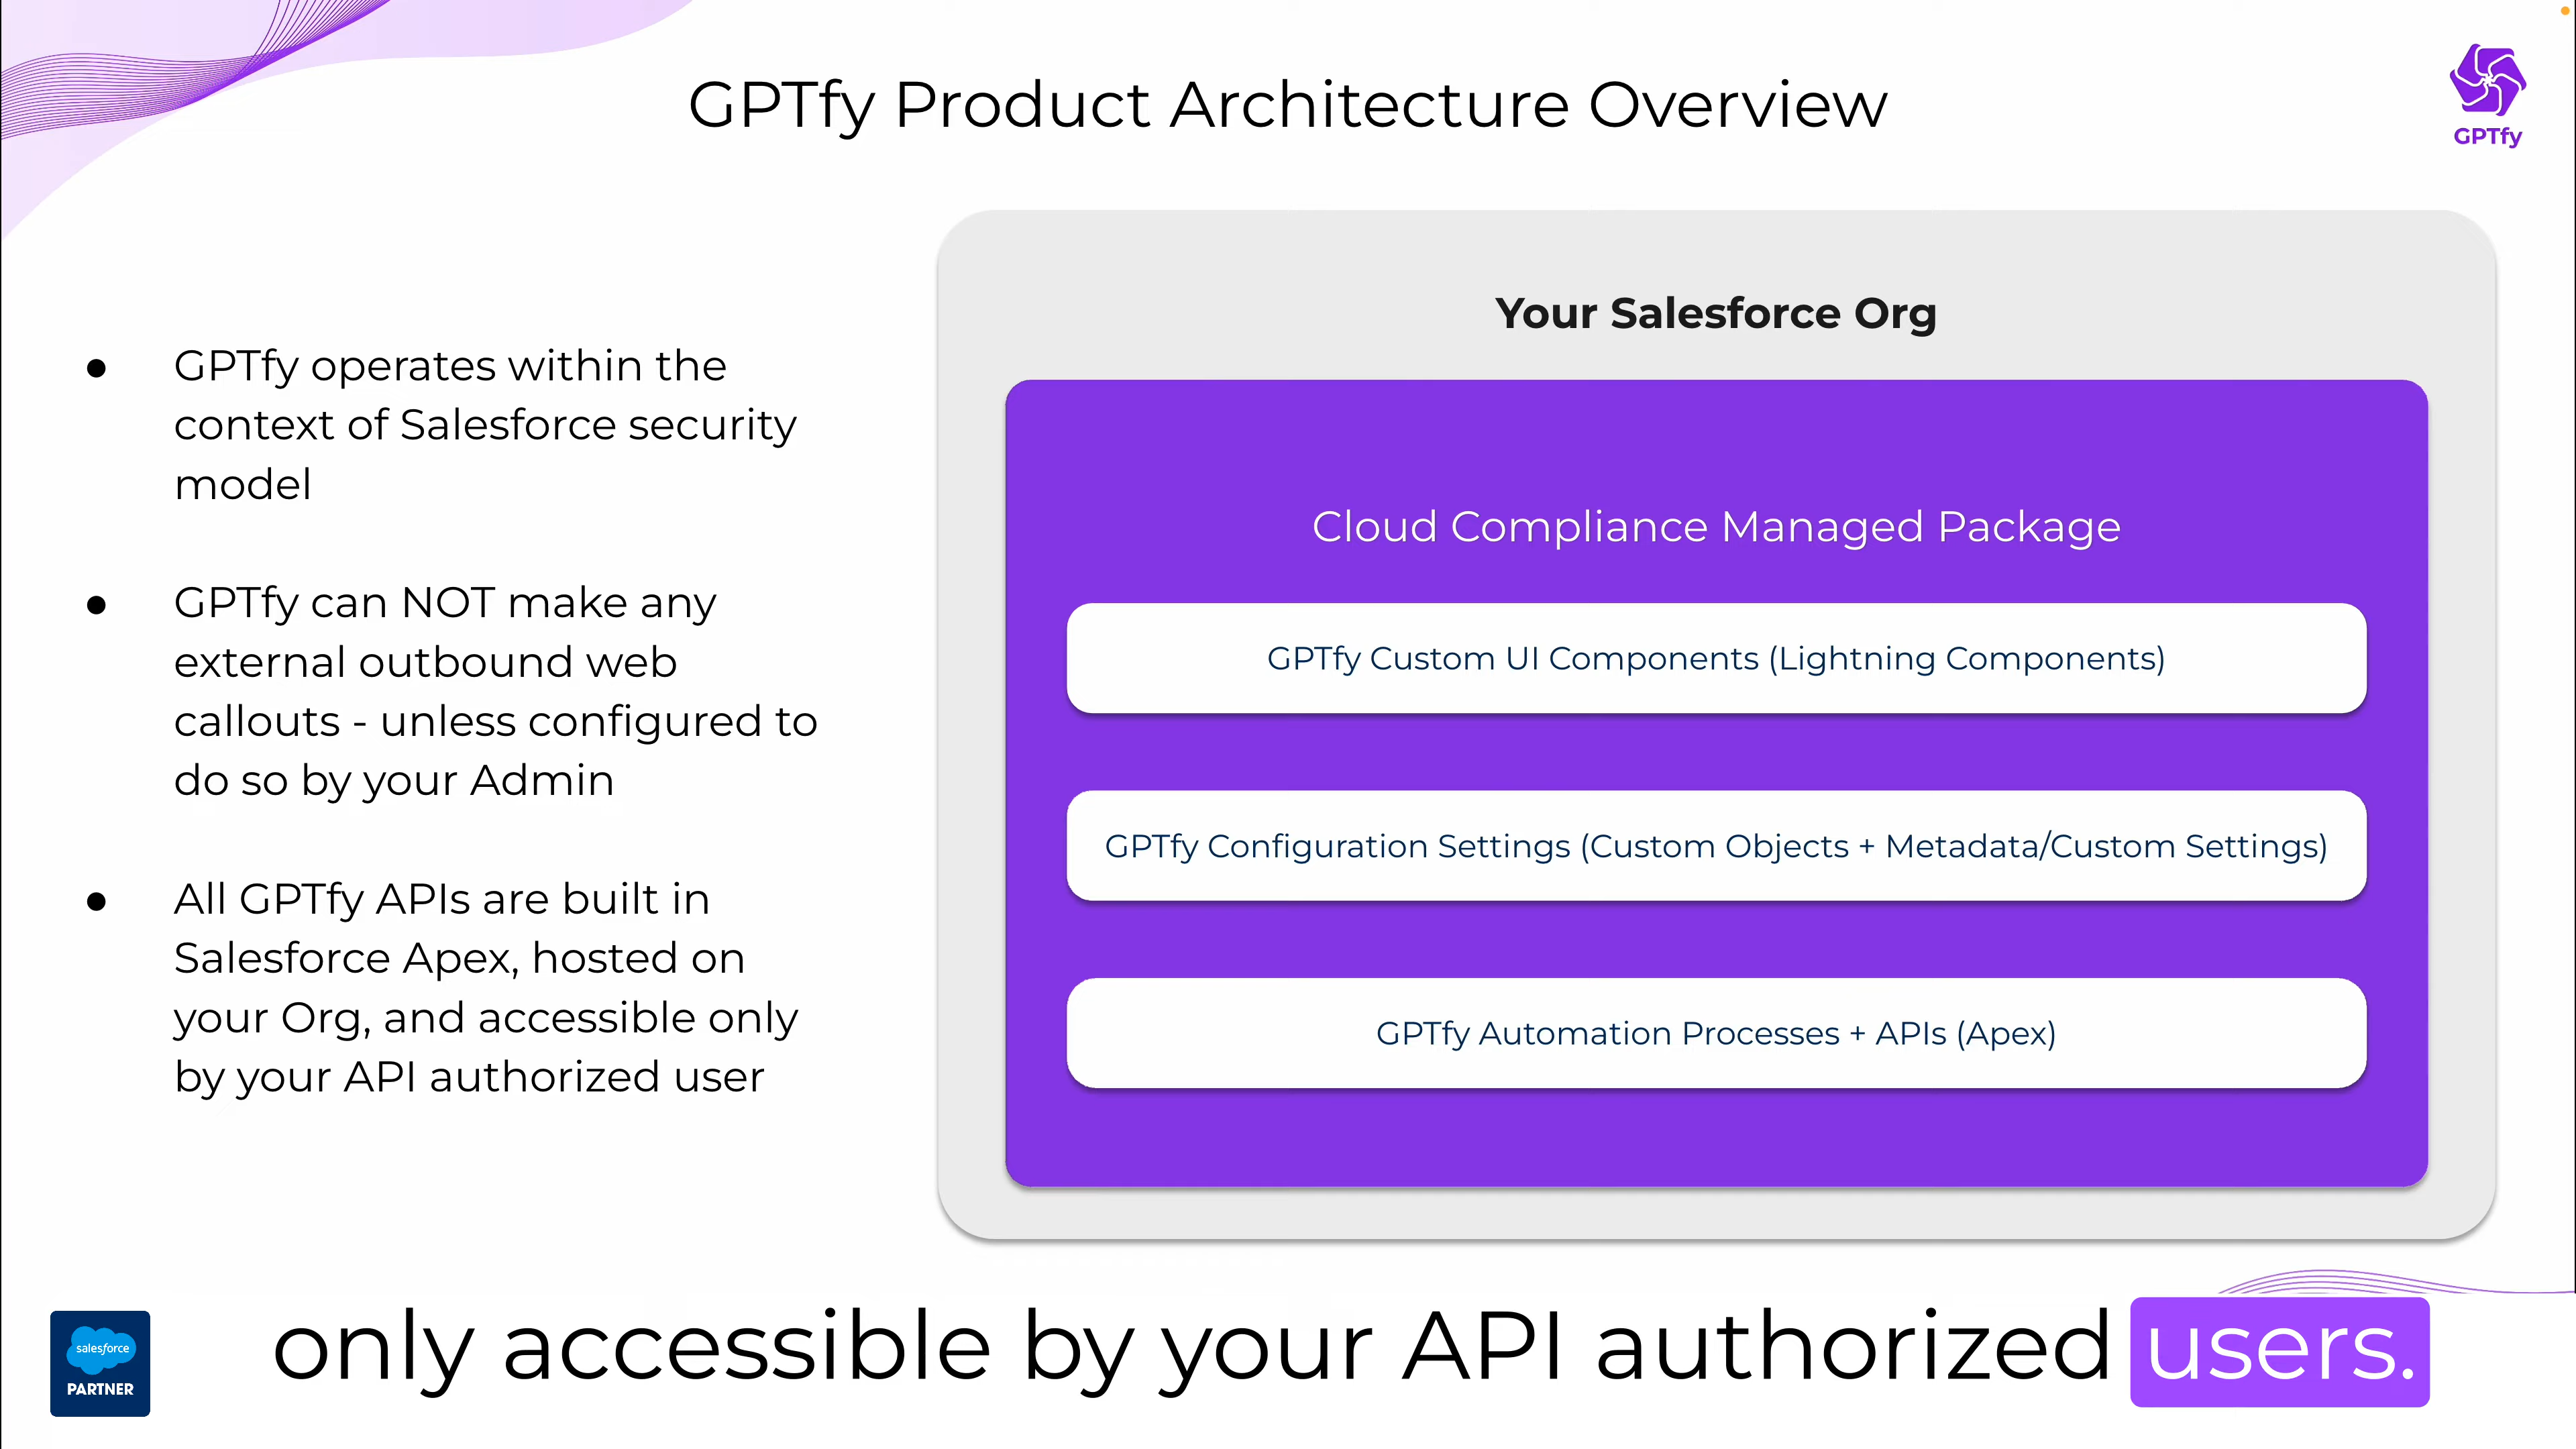 GPTfy Product Architecture Overview
GPTfy
● GPTfy operates within the
context of Salesforce security
model
● GPTfy can NOT make any
external outbound web
callouts - unless configured to
do so by your Admin
● All GPTfy APIs are built in
Salesforce Apex, hosted on
your Org, and accessible only
by your API authorized user
Your Salesforce Org
Cloud Compliance Managed Package
GPTfy Custom UI Components (Lightning Components)
GPTfy Configuration Settings (Custom Objects + Metadata/Custom Settings)
GPTfy Automation Processes + APIs (Apex)
salesforce
PARTNER
only accessible by your API authorized users.